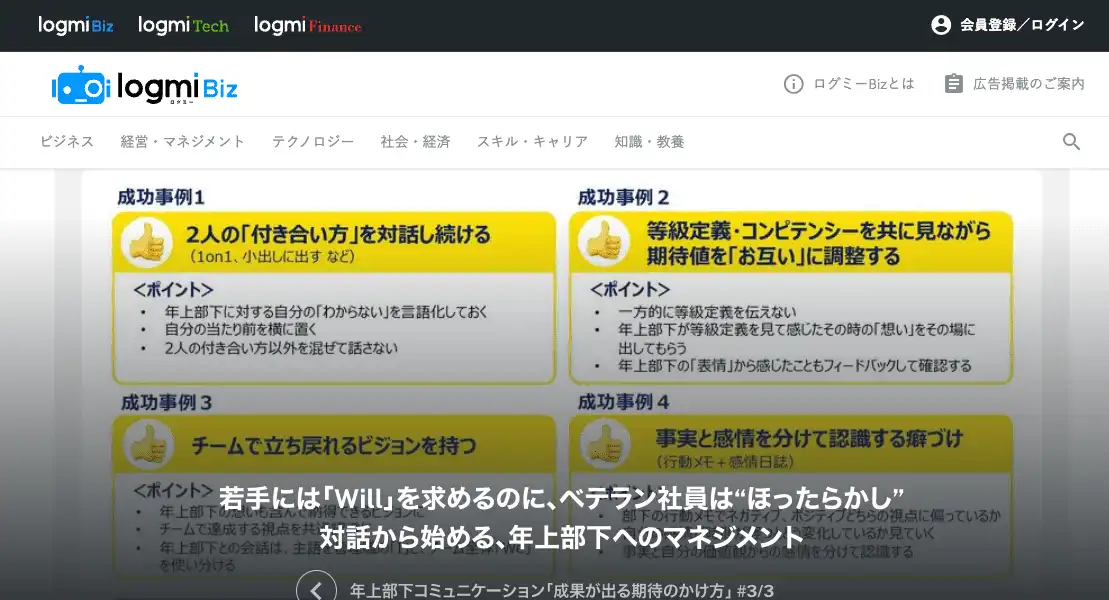 logmi Biz
logmi Tech
logmi Finance
会員登録／ログイン
logmi Biz
ログミー
ログミーBizとは
広告掲載のご案内
ビジネス
経営・マネジメント
テクノロジー
社会・経済
スキル・キャリア
知識・教養
成功事例1
2人の「付き合い方」を対話し続ける
（1on1、小出しに出す など）
＜ポイント＞
・ 年上部下に対する自分の「わからない」を言語化しておく
・ 自分の当たり前を横に置く
・ 2人の付き合い方以外を混ぜて話さない
成功事例２
等級定義・コンピテンシーを共に見ながら
期待値を「お互い」に調整する
＜ポイント＞
・ 一方的に等級定義を伝えない
・ 年上部下が等級定義を見て感じたその時の「想い」をその場に
出してもらう
・ 年上部下の「表情」から感じたこともフィードバックして確認する
成功事例３
チームで立ち戻れるビジョンを持つ
＜ポイント＞
・ 年上部下の
・ チームで達成する視点を共
・ 年上部下との会話は、主語を
を使い分ける
成功事例４
事実と感情を分けて認識する癖づけ
（行動メモ＋感情日誌）
部下の行動メモでネガティブ、ポジティブどちらの視点に偏っているか
変化しているか見ていく
事実と自分の価値観からの感情を分けて認識する
若手には「Will」を求めるのに、ベテラン社員は“ほったらかし”
対話から始める、年上部下へのマネジメント
年上部下コミュニケーション「成果が出る期待のかけ方」 #3/3